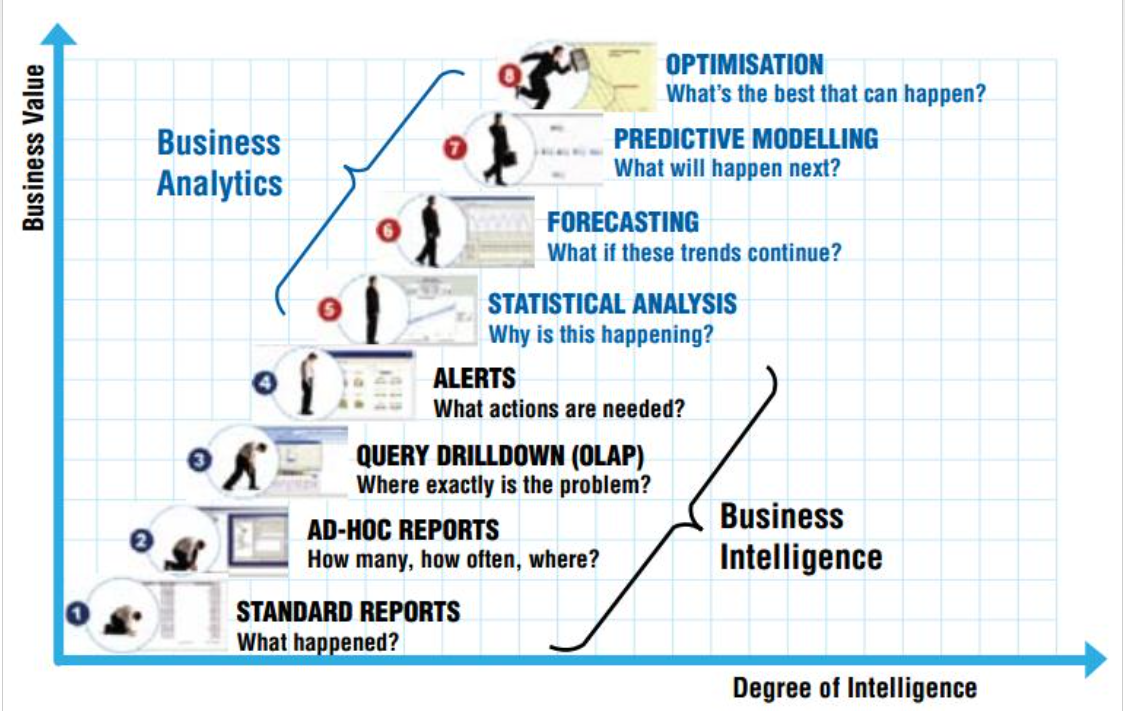 Business Value
8
OPTIMISATION
What's the best that can happen?
Business
Analytics
7
PREDICTIVE MODELLING
What will happen next?
6
FORECASTING
What if these trends continue?
5
STATISTICAL ANALYSIS
Why is this happening?
4
ALERTS
What actions are needed?
3
QUERY DRILLDOWN (OLAP)
Where exactly is the problem?
Business
Intelligence
2
AD-HOC REPORTS
How many, how often, where?
1
STANDARD REPORTS
What happened?
Degree of Intelligence